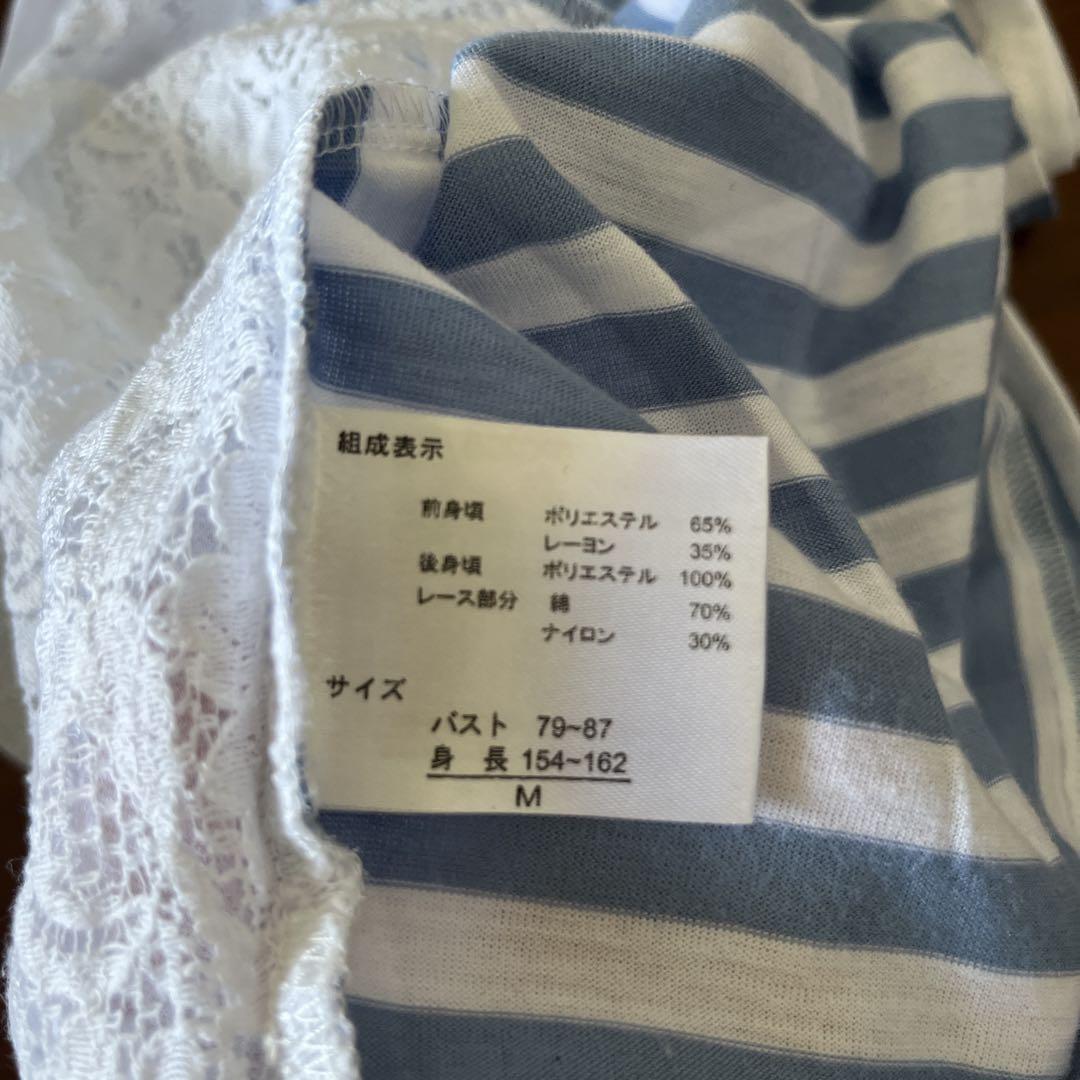 組成表示
前身頃 ポリエステル 65%
レーヨン 35%
後身頃 ポリエステル 100%
レース部分 綿 70%
ナイロン 30%
サイズ
バスト 79~87
身 長 154~162
M